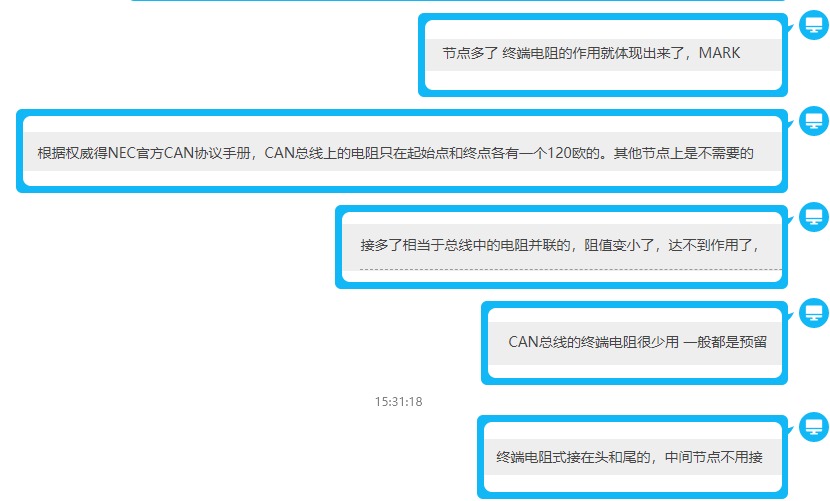 节点多了 终端电阻的作用就体现出来了，MARK
根据权威得NEC官方CAN协议手册，CAN总线上的电阻只在起始点和终点各有一个120欧的。其他节点上是不需要的
接多了相当于总线中的电阻并联的，阻值变小了，达不到作用了，
CAN总线的终端电阻很少用 一般都是预留
15:31:18
终端电阻式接在头和尾的，中间节点不用接